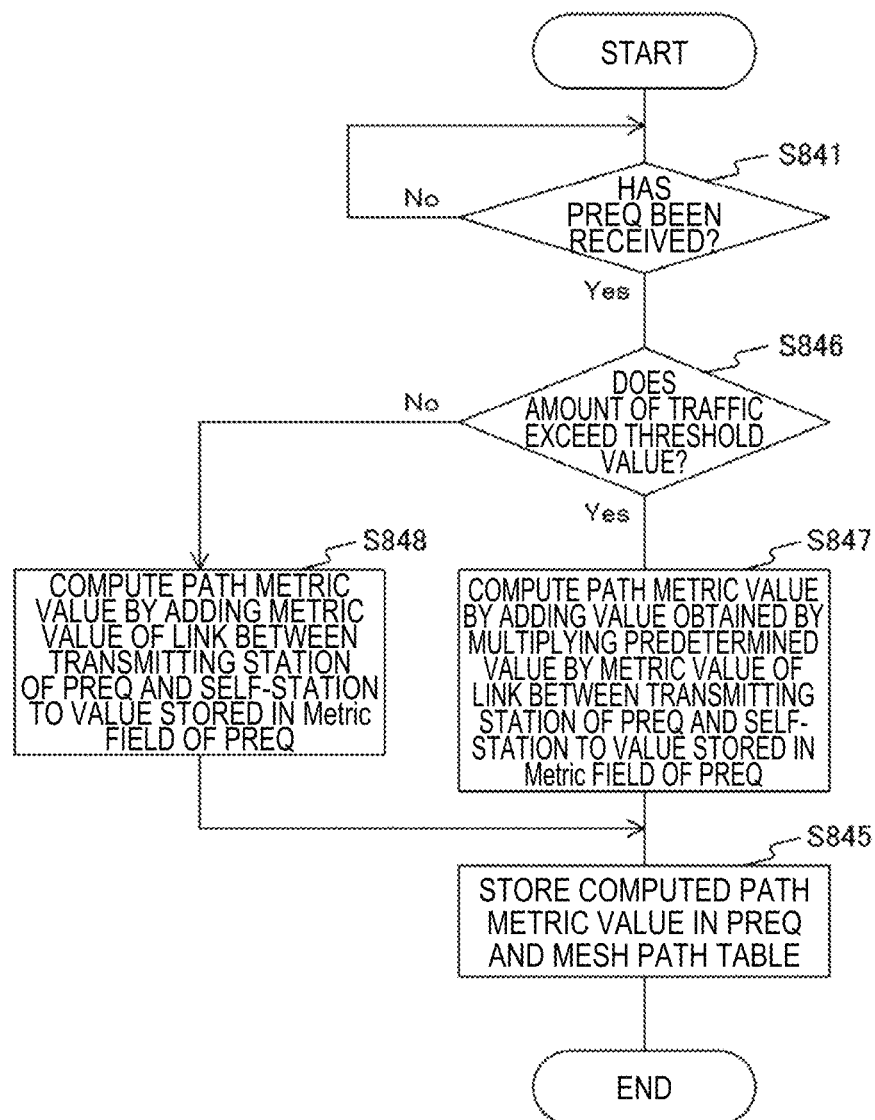 START
S841
HAS
PREQ BEEN
RECEIVED?
No
Yes
S846
DOES
AMOUNT OF TRAFFIC
EXCEED THRESHOLD
VALUE?
No
Yes
S848
COMPUTE PATH METRIC
VALUE BY ADDING METRIC
VALUE OF LINK BETWEEN
TRANSMITTING STATION
OF PREQ AND SELF-STATION
TO VALUE STORED IN Metric
FIELD OF PREQ
S847
COMPUTE PATH METRIC VALUE
BY ADDING VALUE OBTAINED BY
MULTIPLYING PREDETERMINED
VALUE BY METRIC VALUE OF
LINK BETWEEN TRANSMITTING
STATION OF PREQ AND SELF-
STATION TO VALUE STORED IN
Metric FIELD OF PREQ
S845
STORE COMPUTED PATH
METRIC VALUE IN PREQ
AND MESH PATH TABLE
END